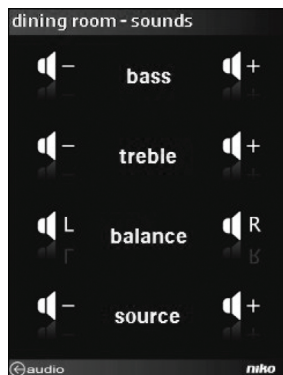 dining room - sounds
- bass +
- treble +
L balance R
- source +
audio niko